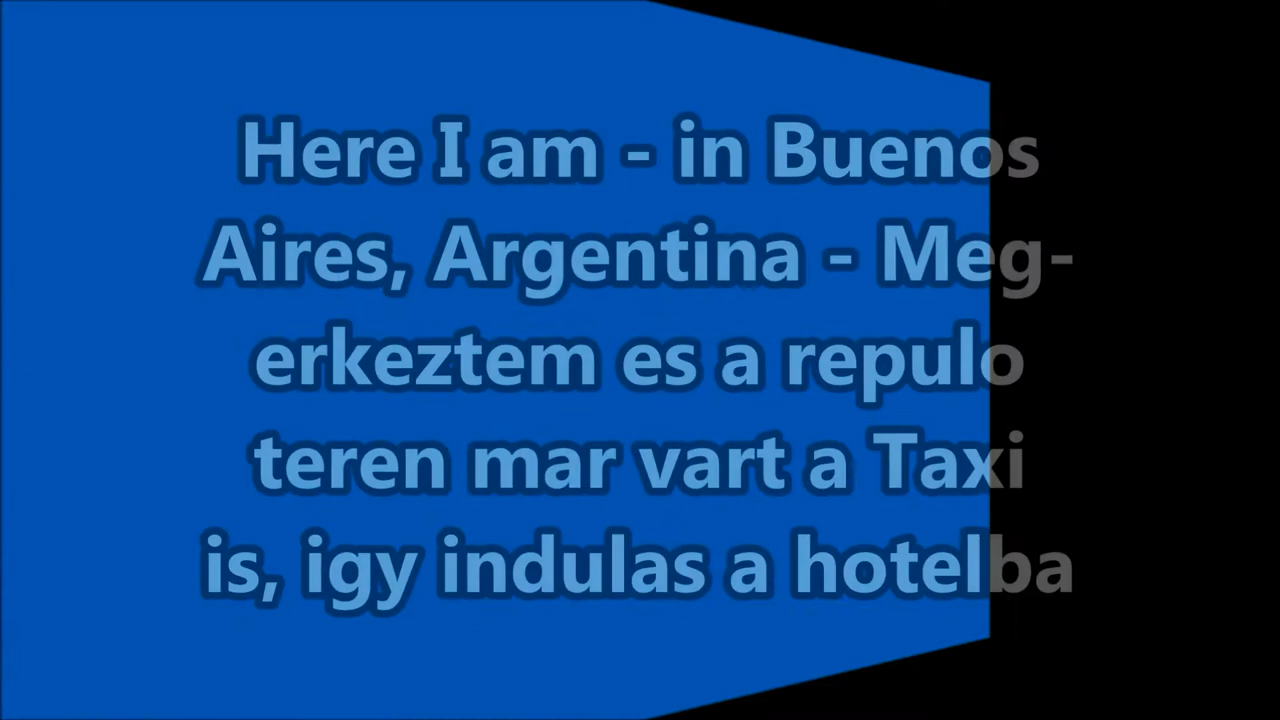 Here I am - in Buenos
Aires, Argentina - Meg-
erkeztem es a repulo
teren mar vart a Taxi
is, igy indulas a hotelba